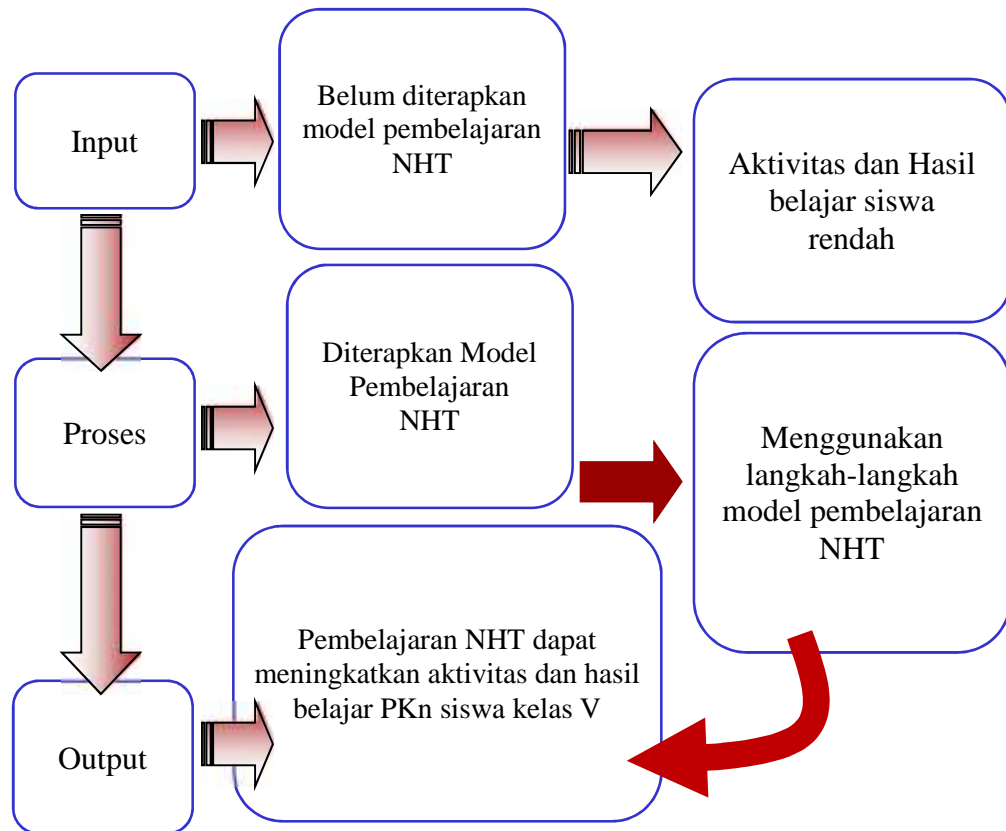 Input
Belum diterapkan
model pembelajaran
NHT
Aktivitas dan Hasil
belajar siswa
rendah
Proses
Diterapkan Model
Pembelajaran
NHT
Menggunakan
langkah-langkah
model pembelajaran
NHT
Output
Pembelajaran NHT dapat
meningkatkan aktivitas dan hasil
belajar PKn siswa kelas V